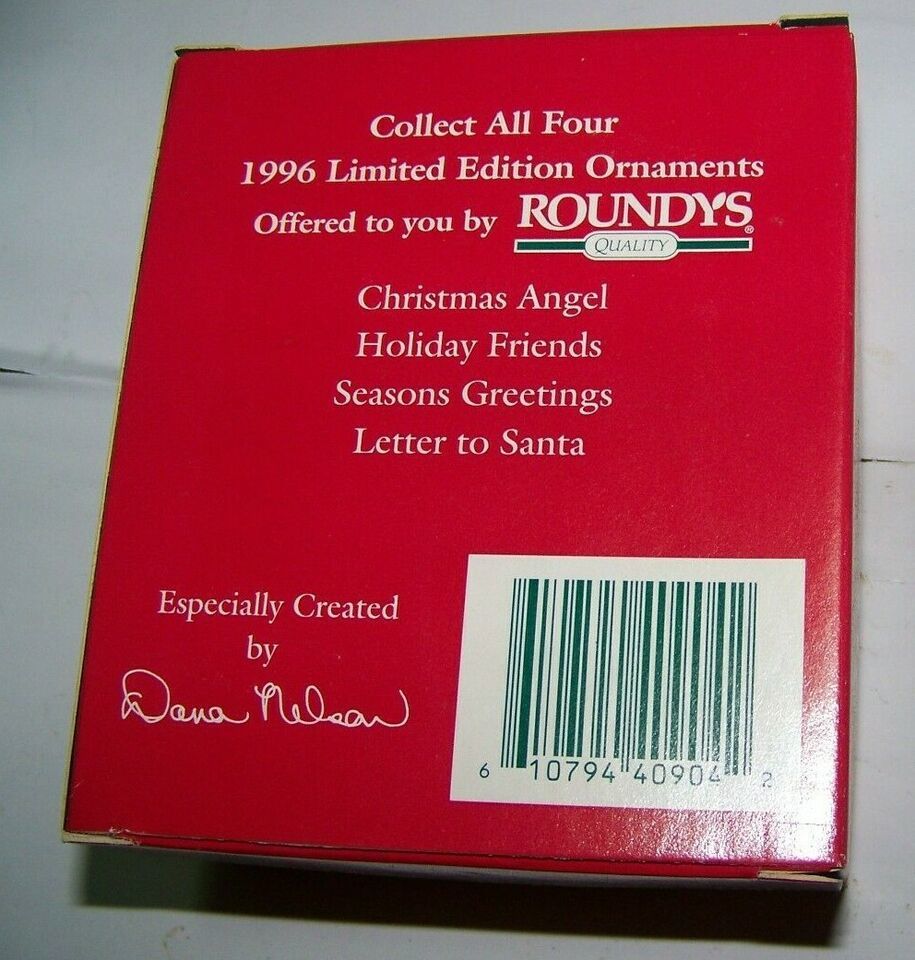 Collect All Four
1996 Limited Edition Ornaments
Offered to you by ROUNDY'S®
QUALITY
Christmas Angel
Holiday Friends
Seasons Greetings
Letter to Santa
Especially Created
by
Dana Nelson
6 10794 40904 2